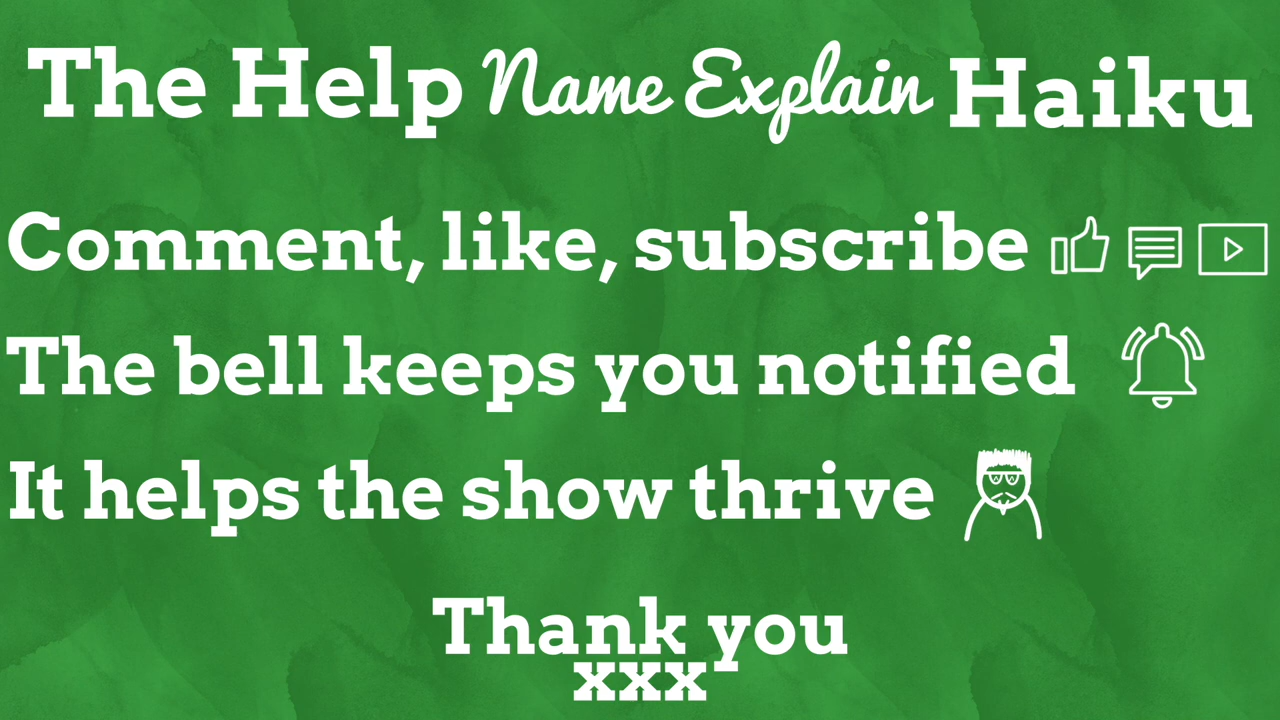 The Help Name Explain Haiku
Comment, like, subscribe
The bell keeps you notified
It helps the show thrive
Thank you
xxx